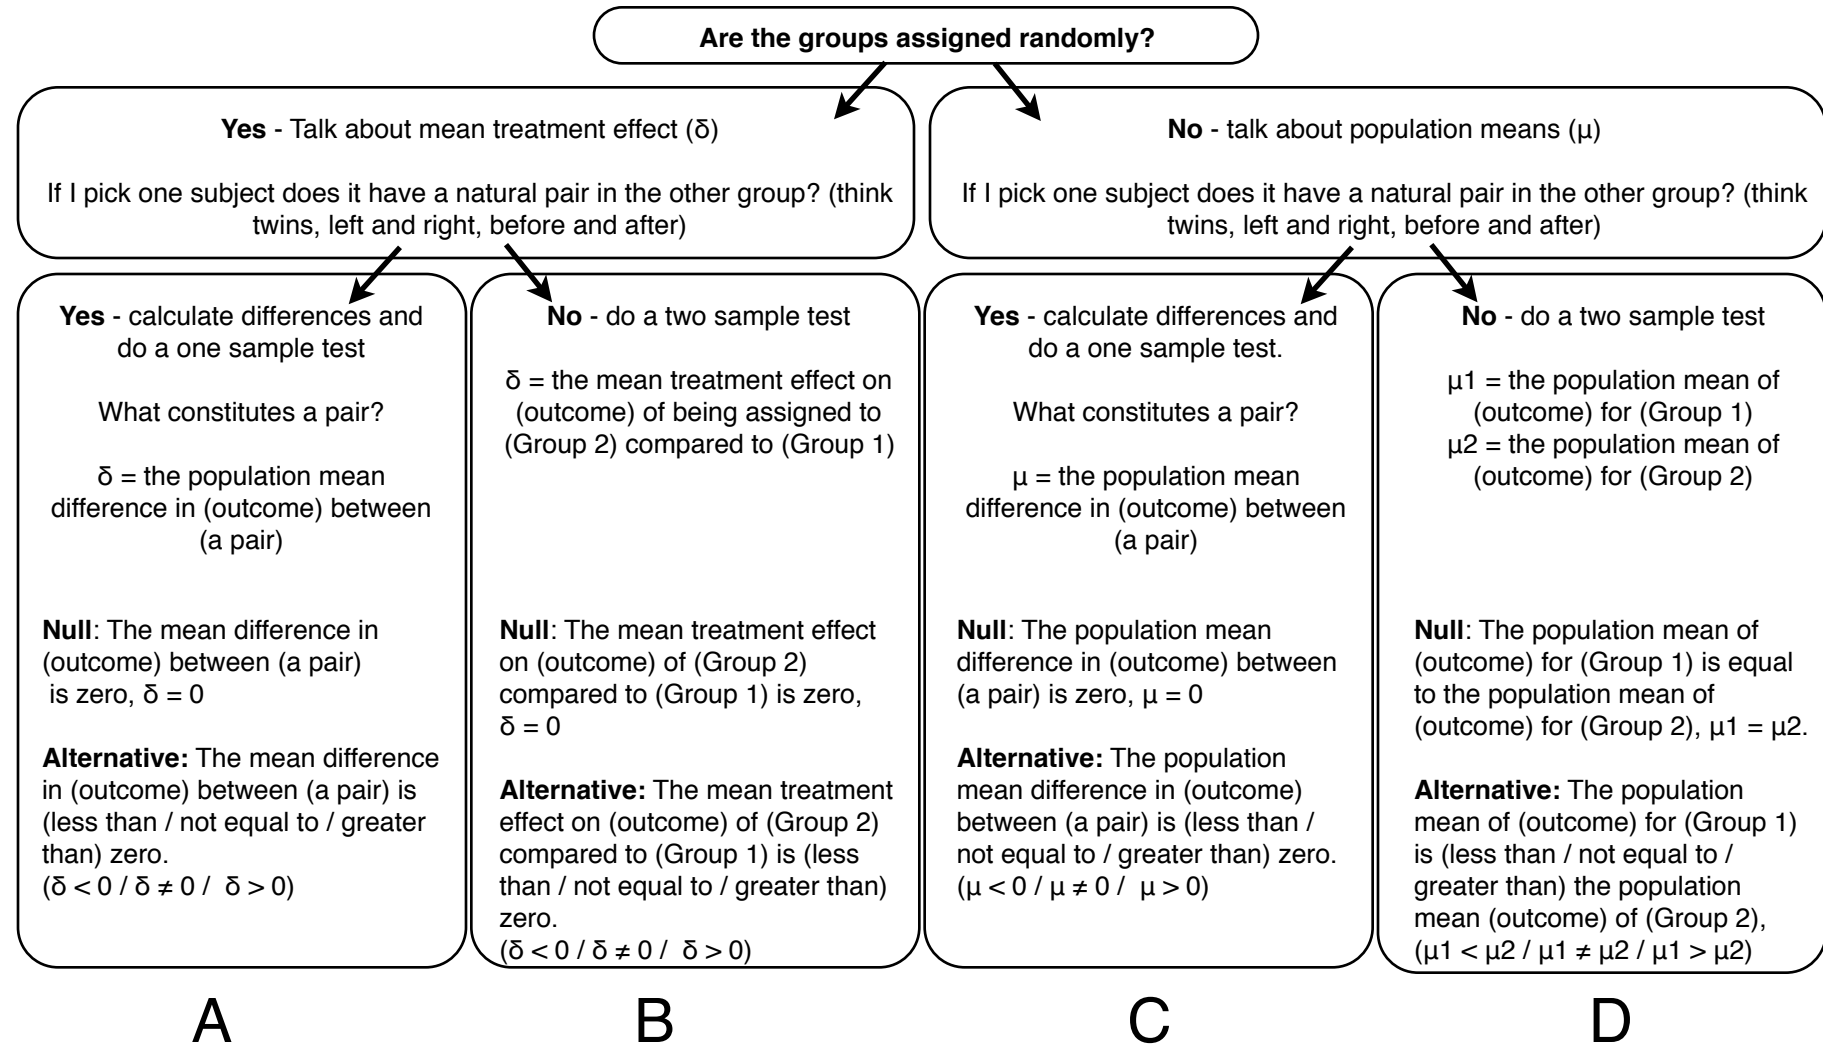 Are the groups assigned randomly?
Yes - Talk about mean treatment effect (δ)
If I pick one subject does it have a natural pair in the other group? (think
twins, left and right, before and after)
No - talk about population means (μ)
If I pick one subject does it have a natural pair in the other group? (think
twins, left and right, before and after)
Yes - calculate differences and
do a one sample test
What constitutes a pair?
δ = the population mean
difference in (outcome) between
(a pair)
Null: The mean difference in
(outcome) between (a pair)
is zero, δ = 0
Alternative: The mean difference
in (outcome) between (a pair) is
(less than / not equal to / greater
than) zero.
(δ < 0 / δ ≠ 0 / δ > 0)
No - do a two sample test
δ = the mean treatment effect on
(outcome) of being assigned to
(Group 2) compared to (Group 1)
Null: The mean treatment effect
on (outcome) of (Group 2)
compared to (Group 1) is zero,
δ = 0
Alternative: The mean treatment
effect on (outcome) of (Group 2)
compared to (Group 1) is (less
than / not equal to / greater than)
zero.
(δ < 0 / δ ≠ 0 / δ > 0)
Yes - calculate differences and
do a one sample test.
What constitutes a pair?
μ = the population mean
difference in (outcome) between
(a pair)
Null: The population mean
difference in (outcome) between
(a pair) is zero, μ = 0
Alternative: The population
mean difference in (outcome)
between (a pair) is (less than /
not equal to / greater than) zero.
(μ < 0 / μ ≠ 0 / μ > 0)
No - do a two sample test
μ1 = the population mean of
(outcome) for (Group 1)
μ2 = the population mean of
(outcome) for (Group 2)
Null: The population mean of
(outcome) for (Group 1) is equal
to the population mean of
(outcome) for (Group 2), μ1 = μ2.
Alternative: The population
mean of (outcome) for (Group 1)
is (less than / not equal to /
greater than) the population
mean (outcome) of (Group 2),
(μ1 < μ2 / μ1 ≠ μ2 / μ1 > μ2)
A
B
C
D